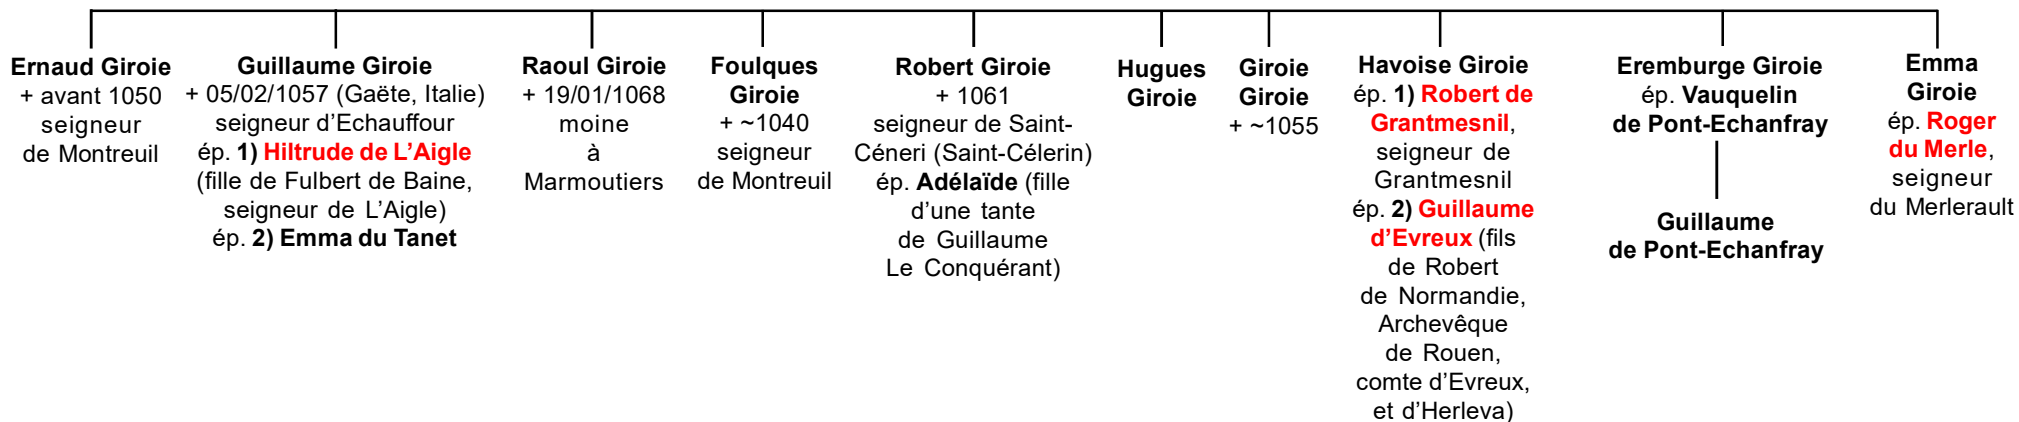 Ernaud Giroie
+ avant 1050
seigneur
de Montreuil
Guillaume Giroie
+ 05/02/1057 (Gaëte, Italie)
seigneur d’Echauffour
ép. 1) Hiltrude de L’Aigle
(fille de Fulbert de Baine,
seigneur de L’Aigle)
ép. 2) Emma du Tanet
Raoul Giroie
+ 19/01/1068
moine
à
Marmoutiers
Foulques
Giroie
+ ~1040
seigneur
de Montreuil
Robert Giroie
+ 1061
seigneur de Saint-
Céneri (Saint-Célerin)
ép. Adélaïde (fille
d’une tante
de Guillaume
Le Conquérant)
Hugues
Giroie
Giroie
Giroie
+ ~1055
Havoise Giroie
ép. 1) Robert de
Grantmesnil,
seigneur de
Grantmesnil
ép. 2) Guillaume
d’Evreux (fils
de Robert
de Normandie,
Archevêque
de Rouen,
comte d’Evreux,
et d’Herleva)
Eremburge Giroie
ép. Vauquelin
de Pont-Echanfray
Guillaume
de Pont-Echanfray
Emma
Giroie
ép. Roger
du Merle,
seigneur
du Merlerault